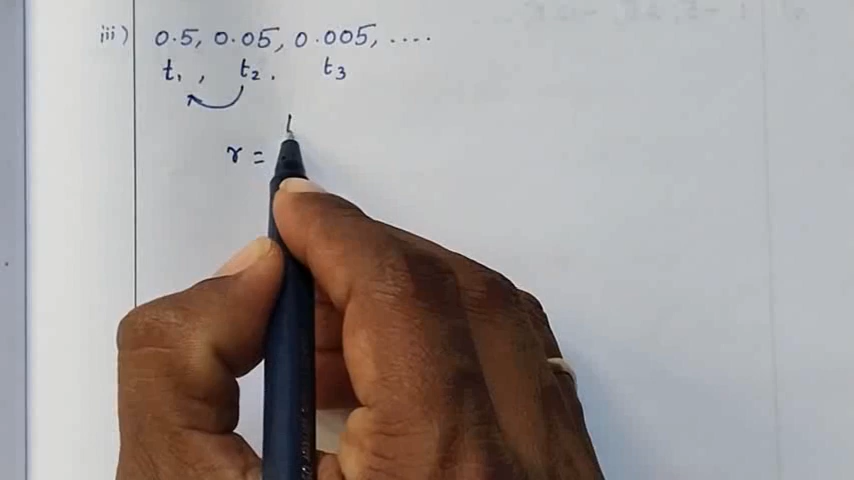 iii) 0.5, 0.05, 0.005, ....
t₁, t₂. t₃
r =